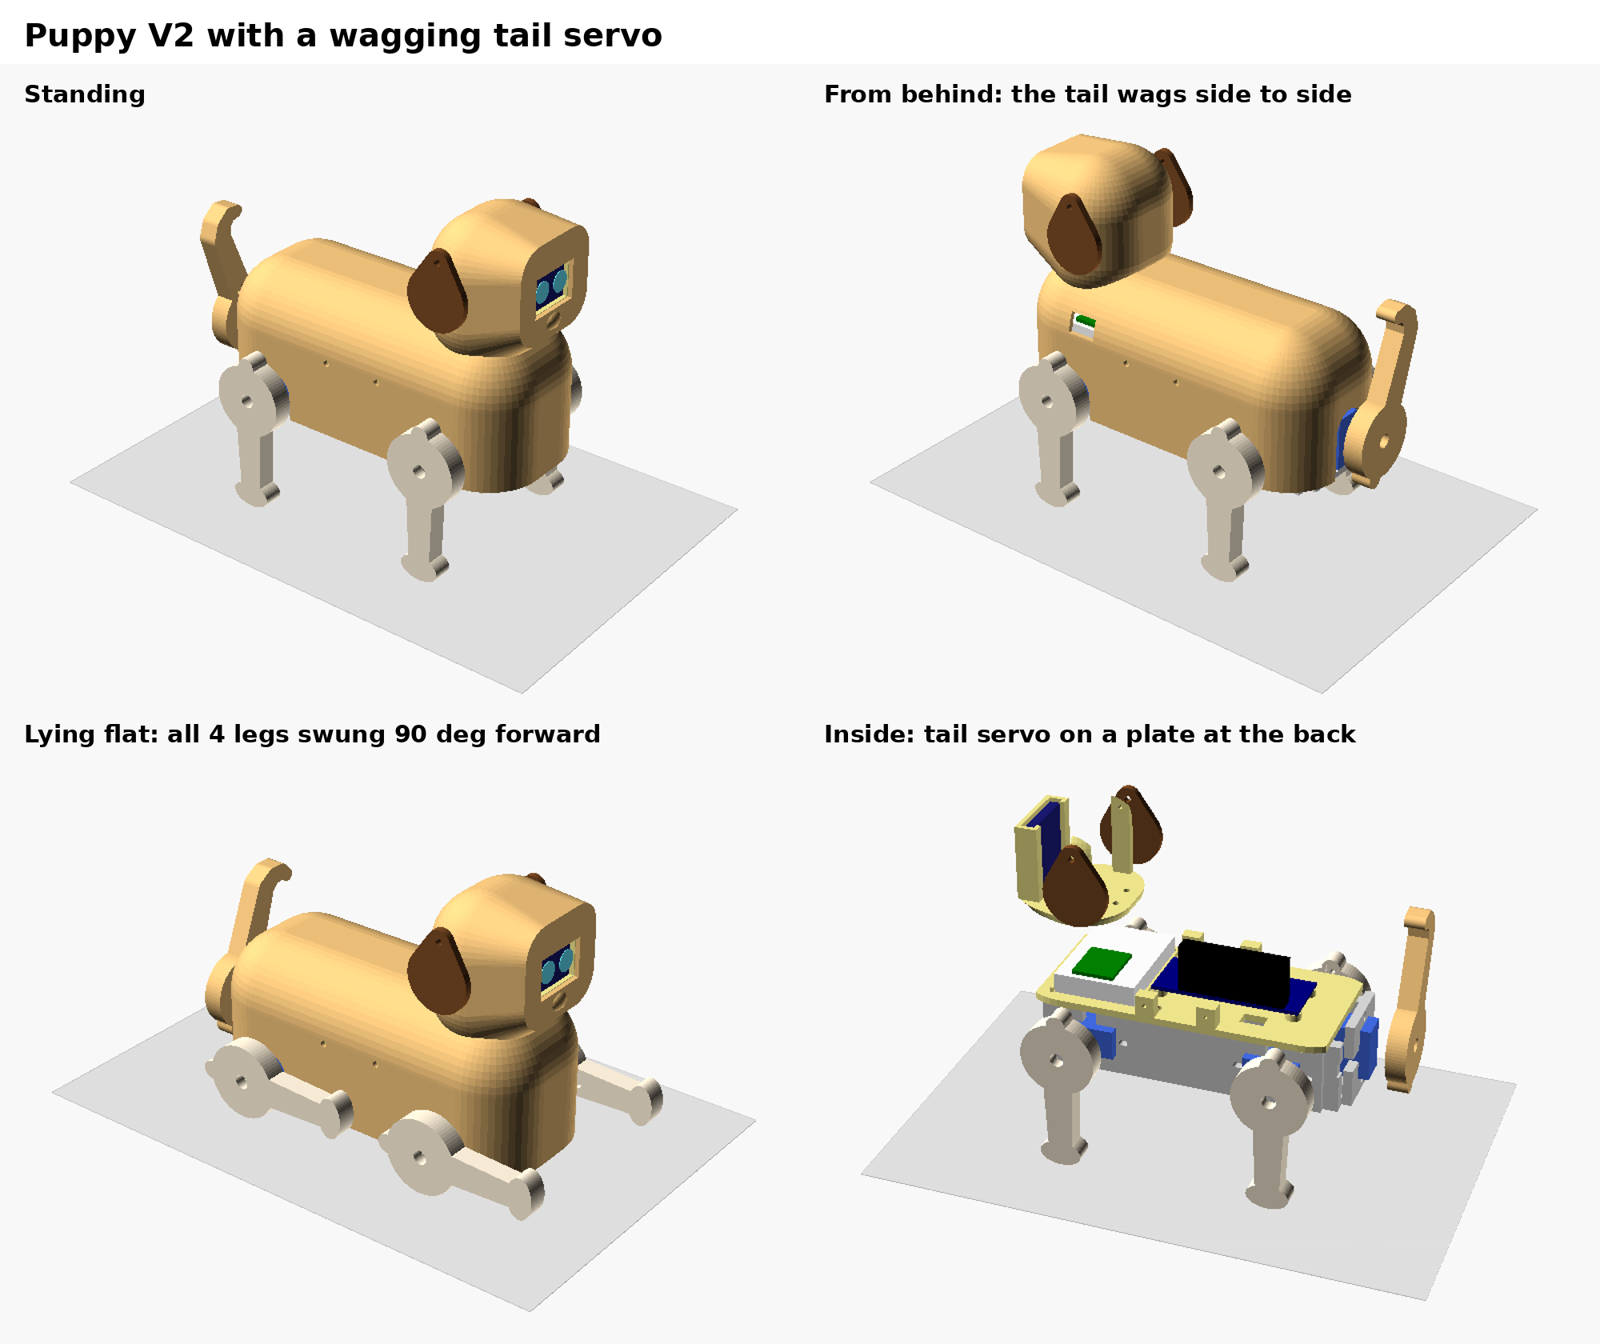 Puppy V2 with a wagging tail servo
Standing
From behind: the tail wags side to side
Lying flat: all 4 legs swung 90 deg forward
Inside: tail servo on a plate at the back